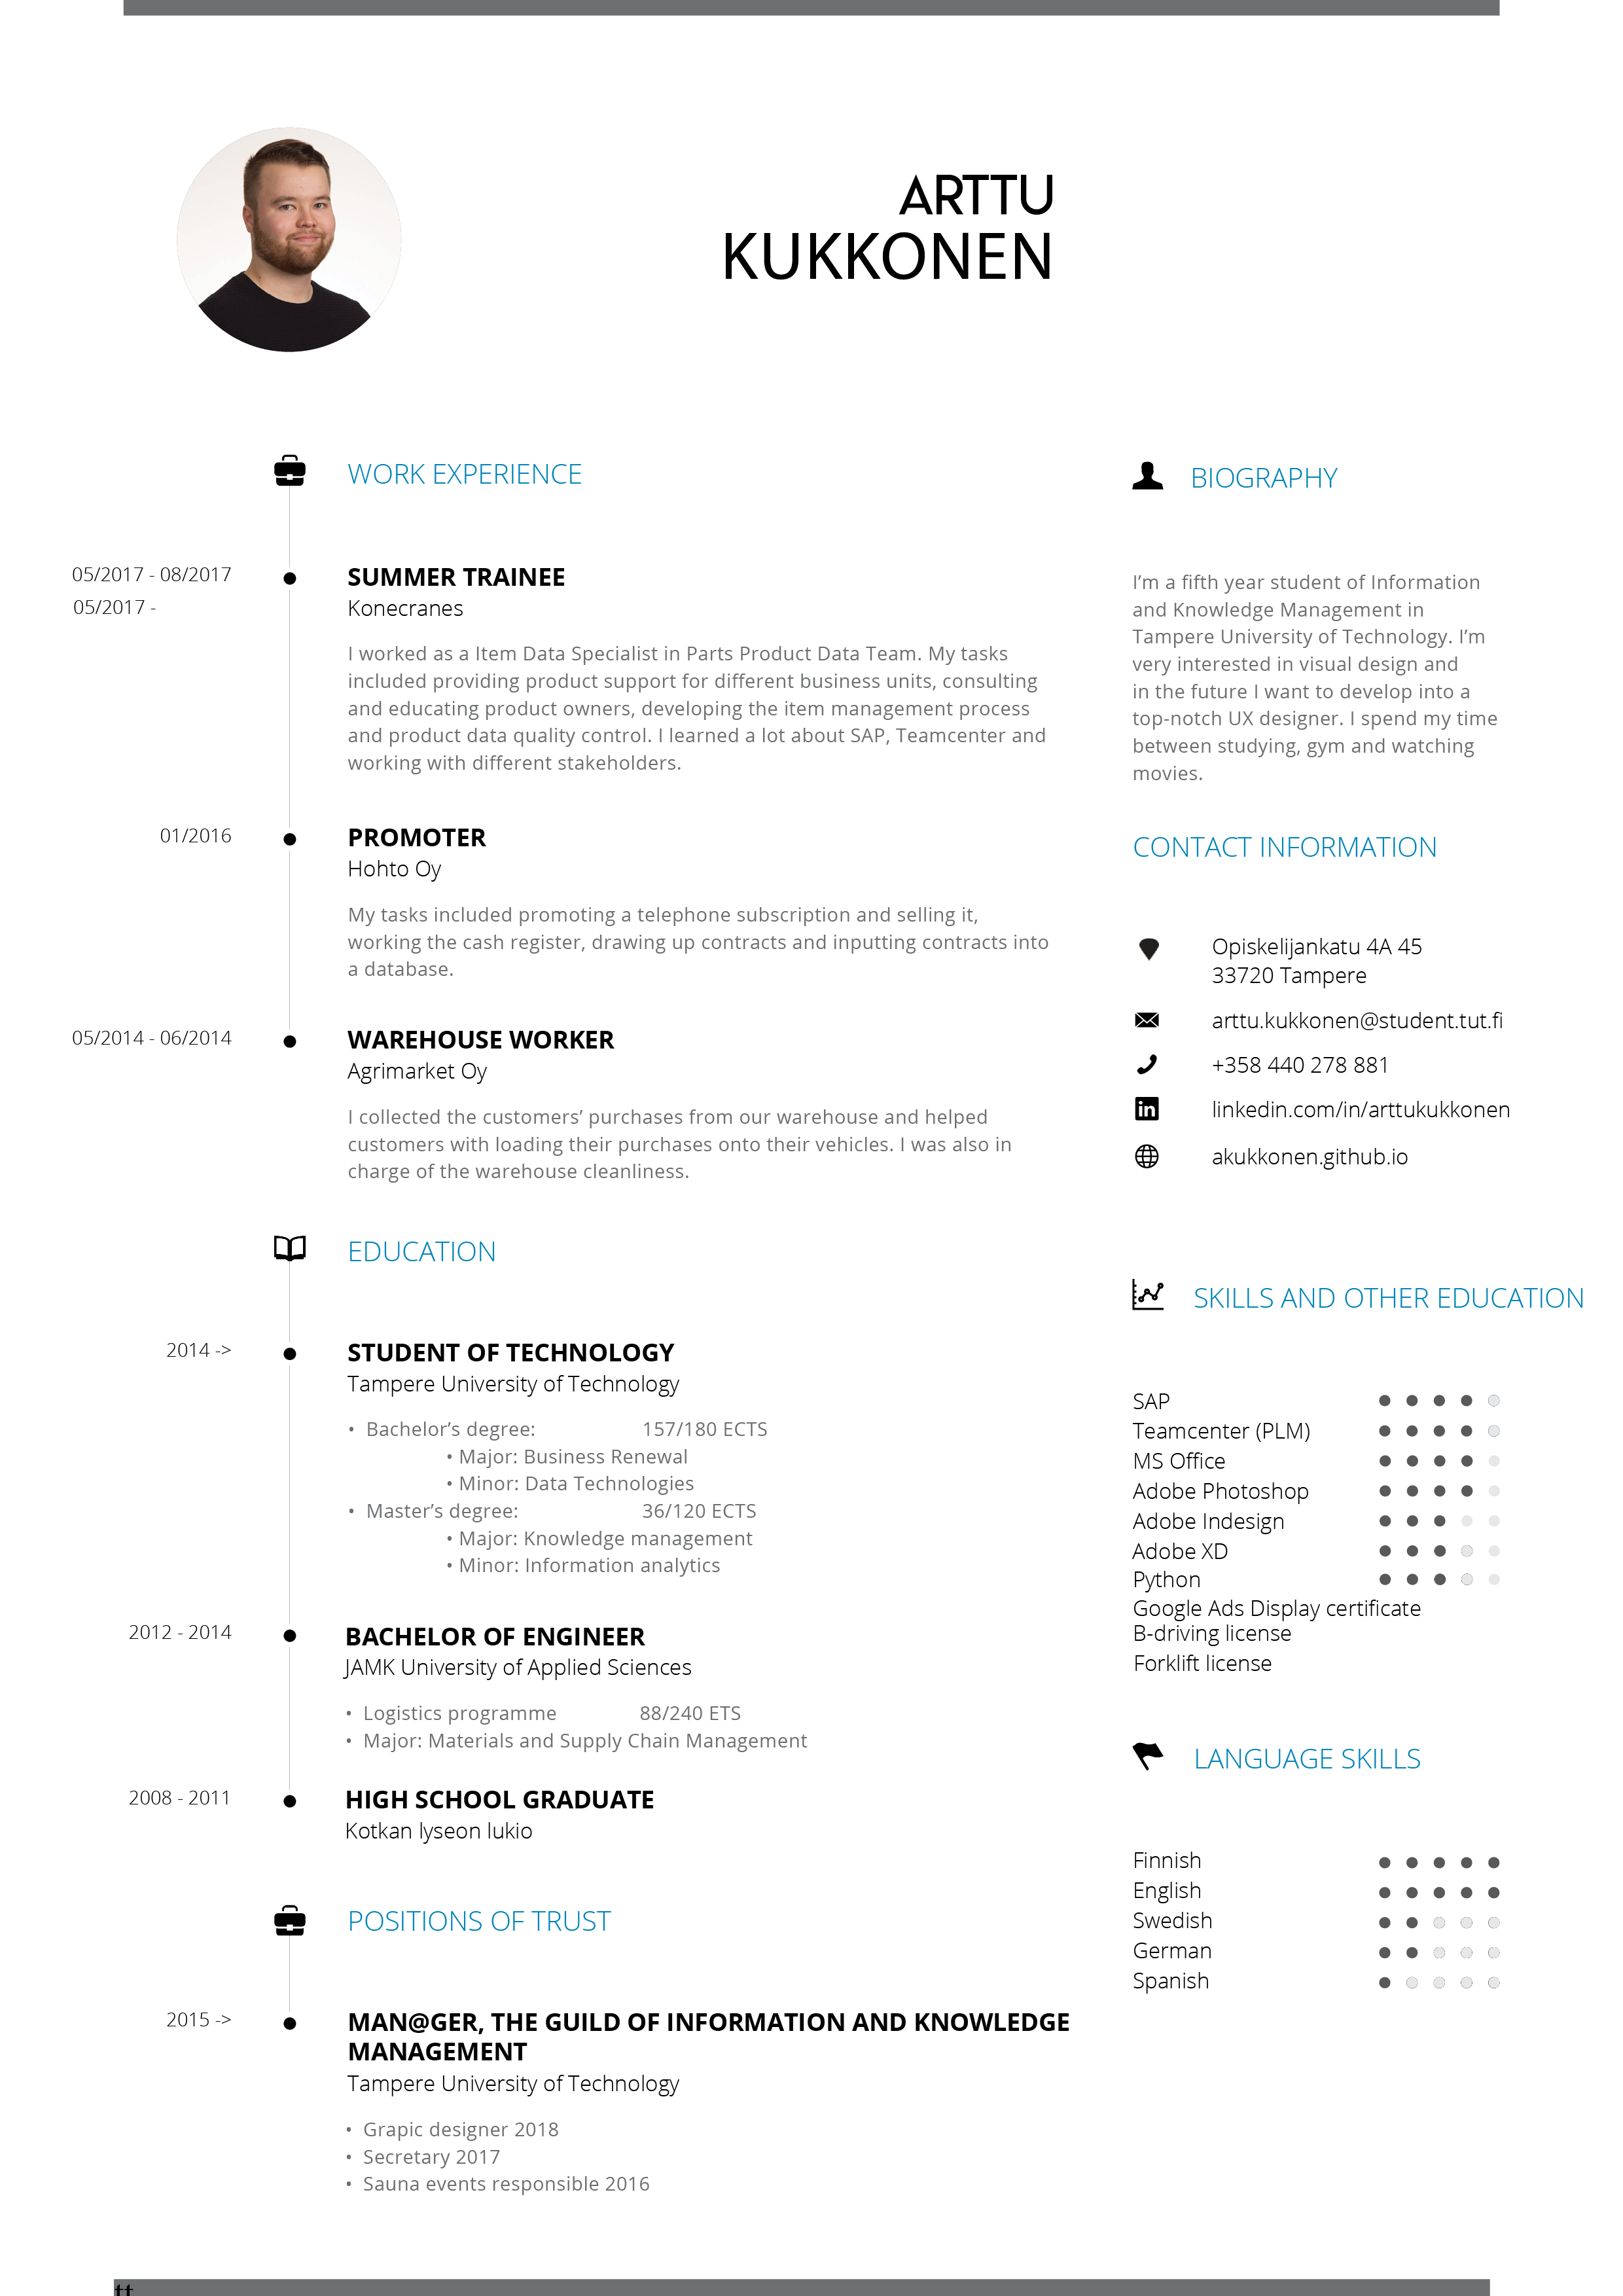 ARTTU
KUKKONEN
WORK EXPERIENCE
05/2017 - 08/2017
05/2017 -
SUMMER TRAINEE
Konecranes
I worked as a Item Data Specialist in Parts Product Data Team. My tasks
included providing product support for different business units, consulting
and educating product owners, developing the item management process
and product data quality control. I learned a lot about SAP, Teamcenter and
working with different stakeholders.
01/2016
PROMOTER
Hohto Oy
My tasks included promoting a telephone subscription and selling it,
working the cash register, drawing up contracts and inputting contracts into
a database.
05/2014 - 06/2014
WAREHOUSE WORKER
Agrimarket Oy
I collected the customers’ purchases from our warehouse and helped
customers with loading their purchases onto their vehicles. I was also in
charge of the warehouse cleanliness.
EDUCATION
2014 ->
STUDENT OF TECHNOLOGY
Tampere University of Technology
• Bachelor’s degree: 157/180 ECTS
• Major: Business Renewal
• Minor: Data Technologies
• Master’s degree: 36/120 ECTS
• Major: Knowledge management
• Minor: Information analytics
2012 - 2014
BACHELOR OF ENGINEER
JAMK University of Applied Sciences
• Logistics programme 88/240 ETS
• Major: Materials and Supply Chain Management
2008 - 2011
HIGH SCHOOL GRADUATE
Kotkan lyseon lukio
POSITIONS OF TRUST
2015 ->
MAN@GER, THE GUILD OF INFORMATION AND KNOWLEDGE
MANAGEMENT
Tampere University of Technology
• Grapic designer 2018
• Secretary 2017
• Sauna events responsible 2016
BIOGRAPHY
I’m a fifth year student of Information
and Knowledge Management in
Tampere University of Technology. I’m
very interested in visual design and
in the future I want to develop into a
top-notch UX designer. I spend my time
between studying, gym and watching
movies.
CONTACT INFORMATION
Opiskelijankatu 4A 45
33720 Tampere
arttu.kukkonen@student.tut.fi
+358 440 278 881
in
linkedin.com/in/arttukukkonen
akukkonen.github.io
SKILLS AND OTHER EDUCATION
SAP
Teamcenter (PLM)
MS Office
Adobe Photoshop
Adobe Indesign
Adobe XD
Python
Google Ads Display certificate
B-driving license
Forklift license
LANGUAGE SKILLS
Finnish
English
Swedish
German
Spanish
tt